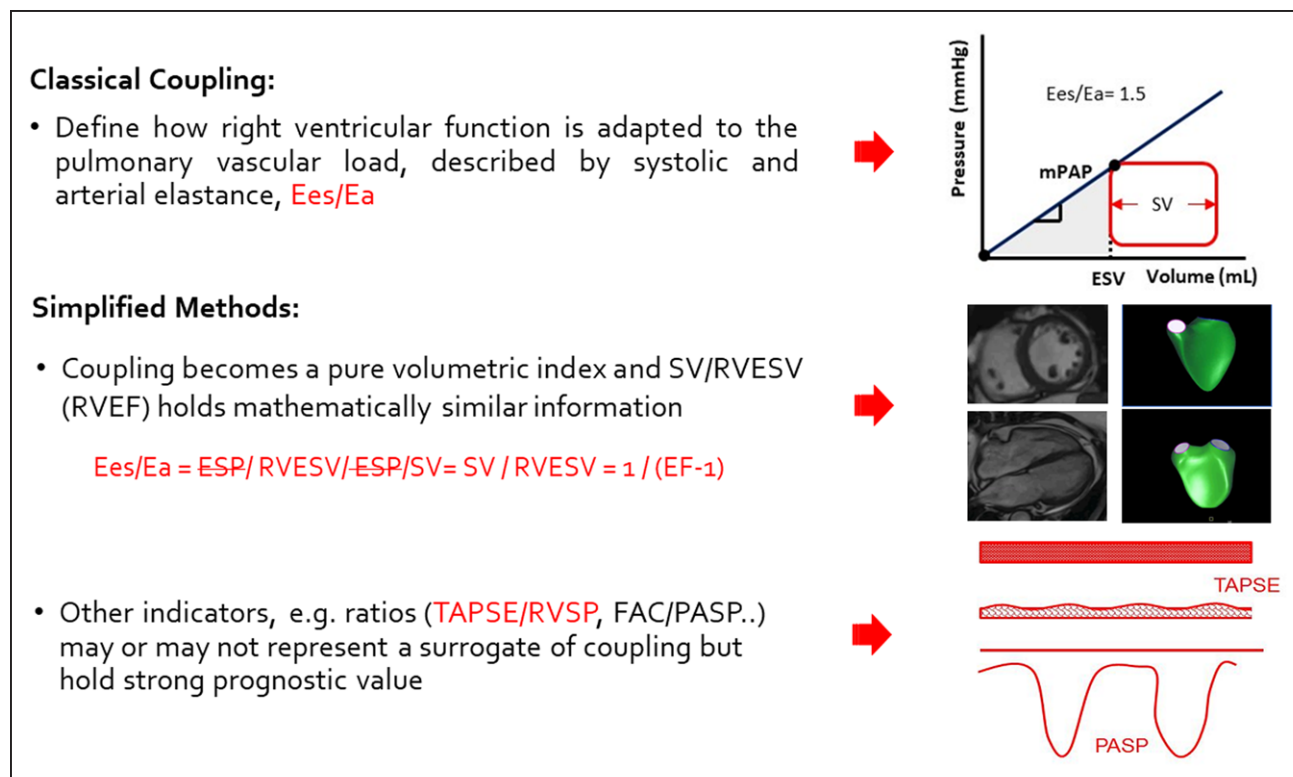 Classical Coupling:
• Define how right ventricular function is adapted to the
pulmonary vascular load, described by systolic and
arterial elastance, Ees/Ea
Pressure (mmHg)
Ees/Ea= 1.5
mPAP
SV
ESV
Volume (mL)
Simplified Methods:
• Coupling becomes a pure volumetric index and SV/RVESV
(RVEF) holds mathematically similar information
Ees/Ea = ESP/ RVESV/ ESP/SV= SV / RVESV = 1 / (EF-1)
• Other indicators, e.g. ratios (TAPSE/RVSP, FAC/PASP..)
may or may not represent a surrogate of coupling but
hold strong prognostic value
TAPSE
PASP